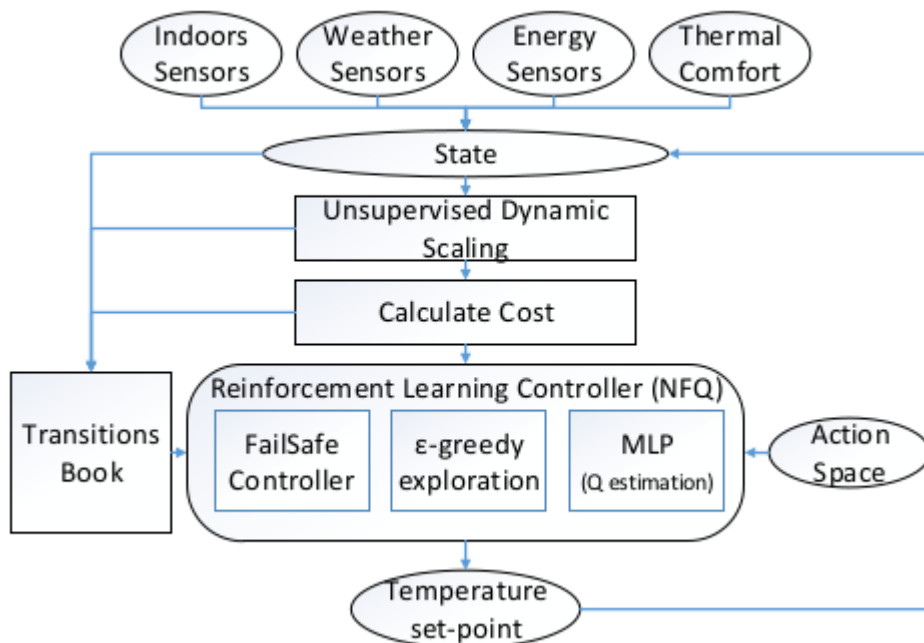 Indoors
Sensors
Weather
Sensors
Energy
Sensors
Thermal
Comfort
State
Unsupervised Dynamic
Scaling
Calculate Cost
Reinforcement Learning Controller (NFQ)
Transitions
Book
FailSafe
Controller
ε-greedy
exploration
MLP
(Q estimation)
Action
Space
Temperature
set-point